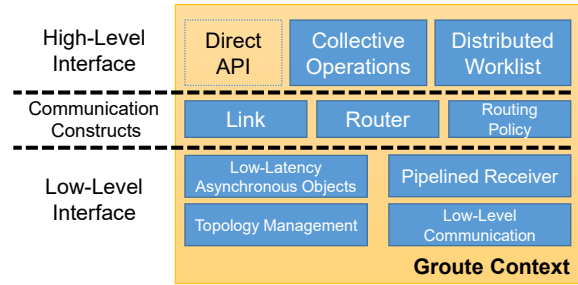 High-Level
Interface
Direct
API
Collective
Operations
Distributed
Worklist
Communication
Constructs
Link
Router
Routing
Policy
Low-Level
Interface
Low-Latency
Asynchronous Objects
Pipelined Receiver
Topology Management
Low-Level
Communication
Groute Context